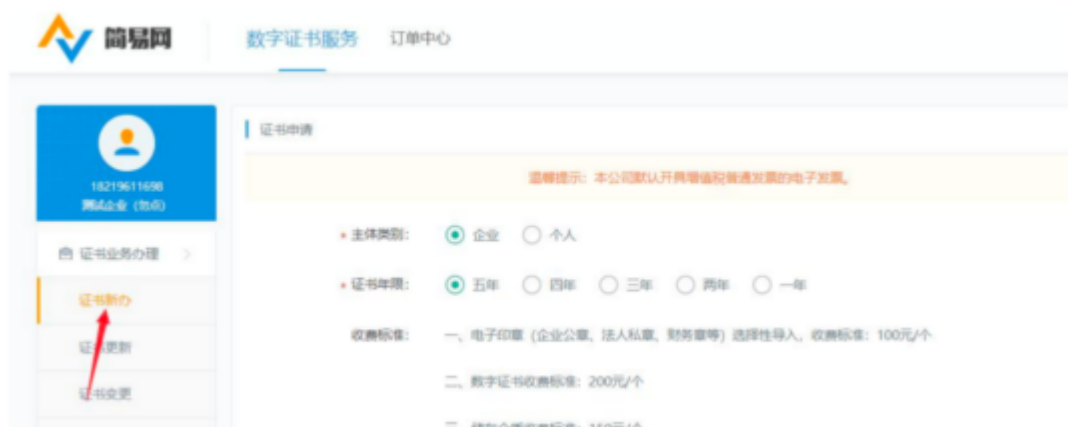 简易网 数字证书服务 订单中心
证书申请
温馨提示：本公司默认开具增值税普通发票的电子发票。
18219611698
测试企业（勿点）
* 主体类别： 企业 个人
证书业务办理 >
* 证书年限： 五年 四年 三年 两年 一年
证书新办
收费标准： 一、电子印章（企业公章、法人私章、财务章等）选择性导入，收费标准：100元/个
证书更新
二、数字证书收费标准：200元/个
证书变更